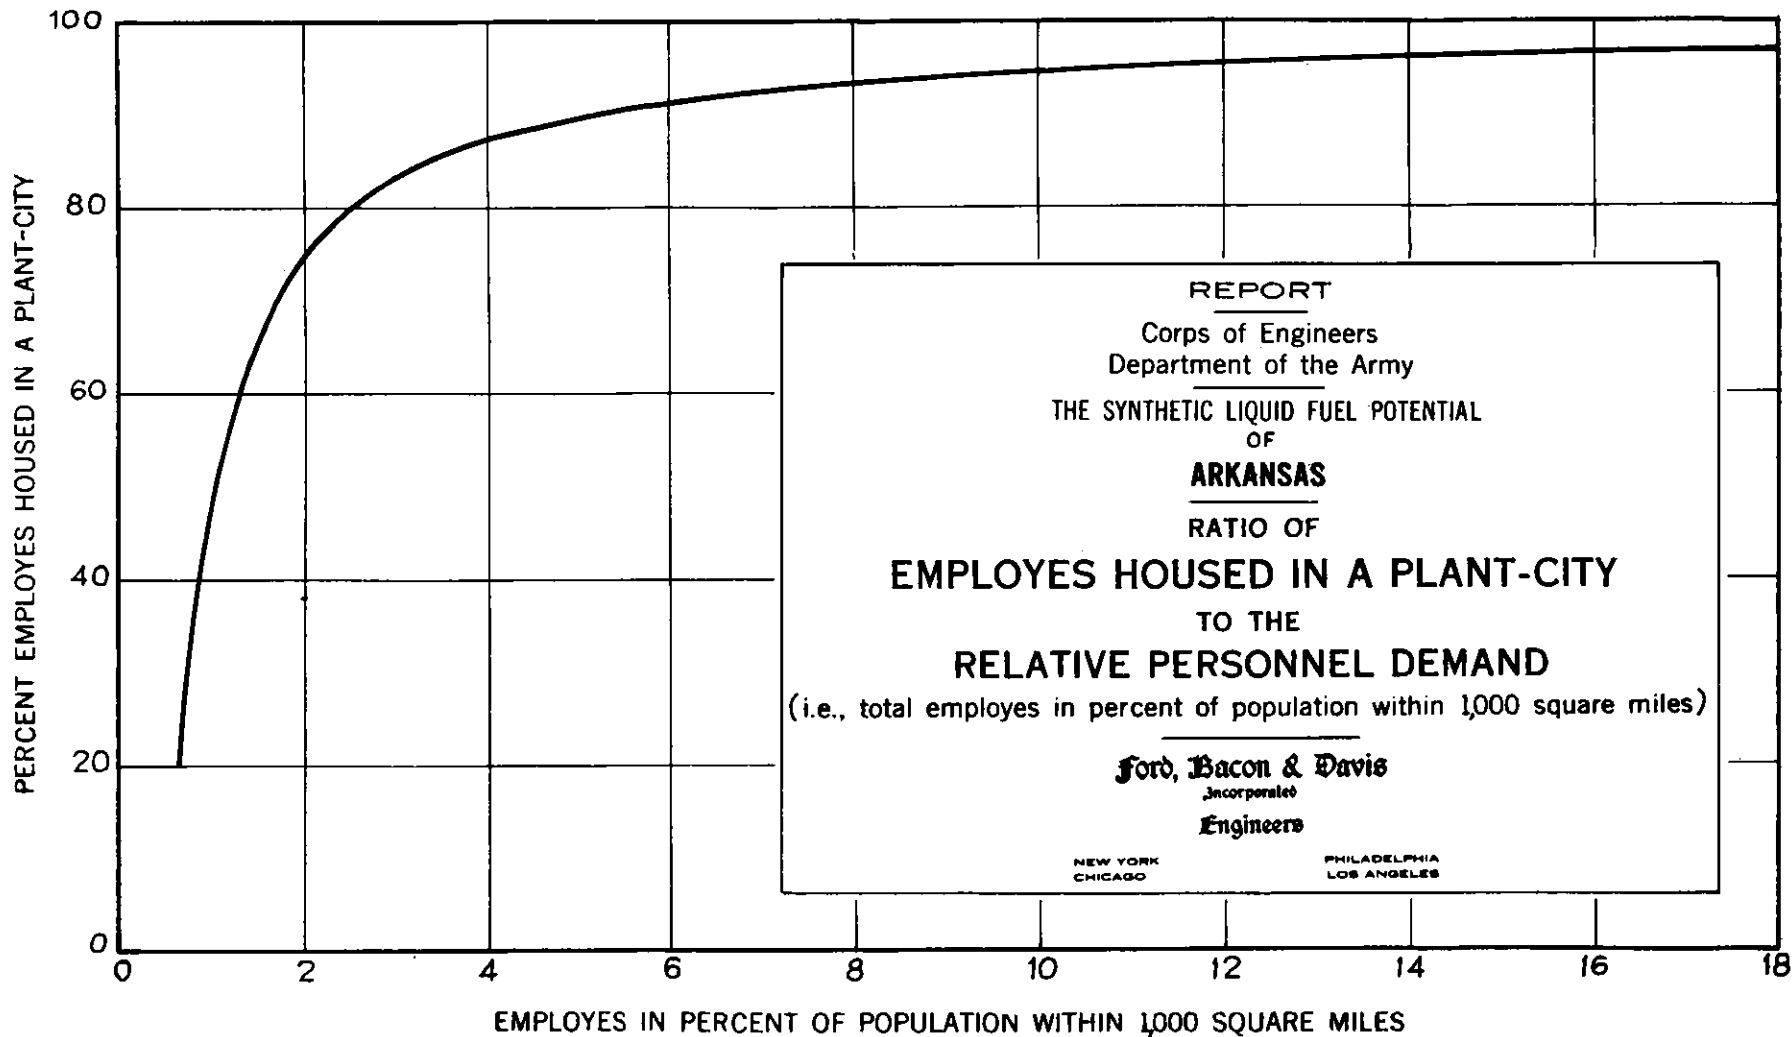 100
80
60
40
20
0
PERCENT EMPLOYES HOUSED IN A PLANT-CITY
REPORT
Corps of Engineers
Department of the Army
THE SYNTHETIC LIQUID FUEL POTENTIAL
OF
ARKANSAS
RATIO OF
EMPLOYES HOUSED IN A PLANT-CITY
TO THE
RELATIVE PERSONNEL DEMAND
(i.e., total employes in percent of population within 1,000 square miles)
Ford, Bacon & Davis
Incorporated
Engineers
NEW YORK PHILADELPHIA
CHICAGO LOS ANGELES
0 2 4 6 8 10 12 14 16 18
EMPLOYES IN PERCENT OF POPULATION WITHIN 1,000 SQUARE MILES